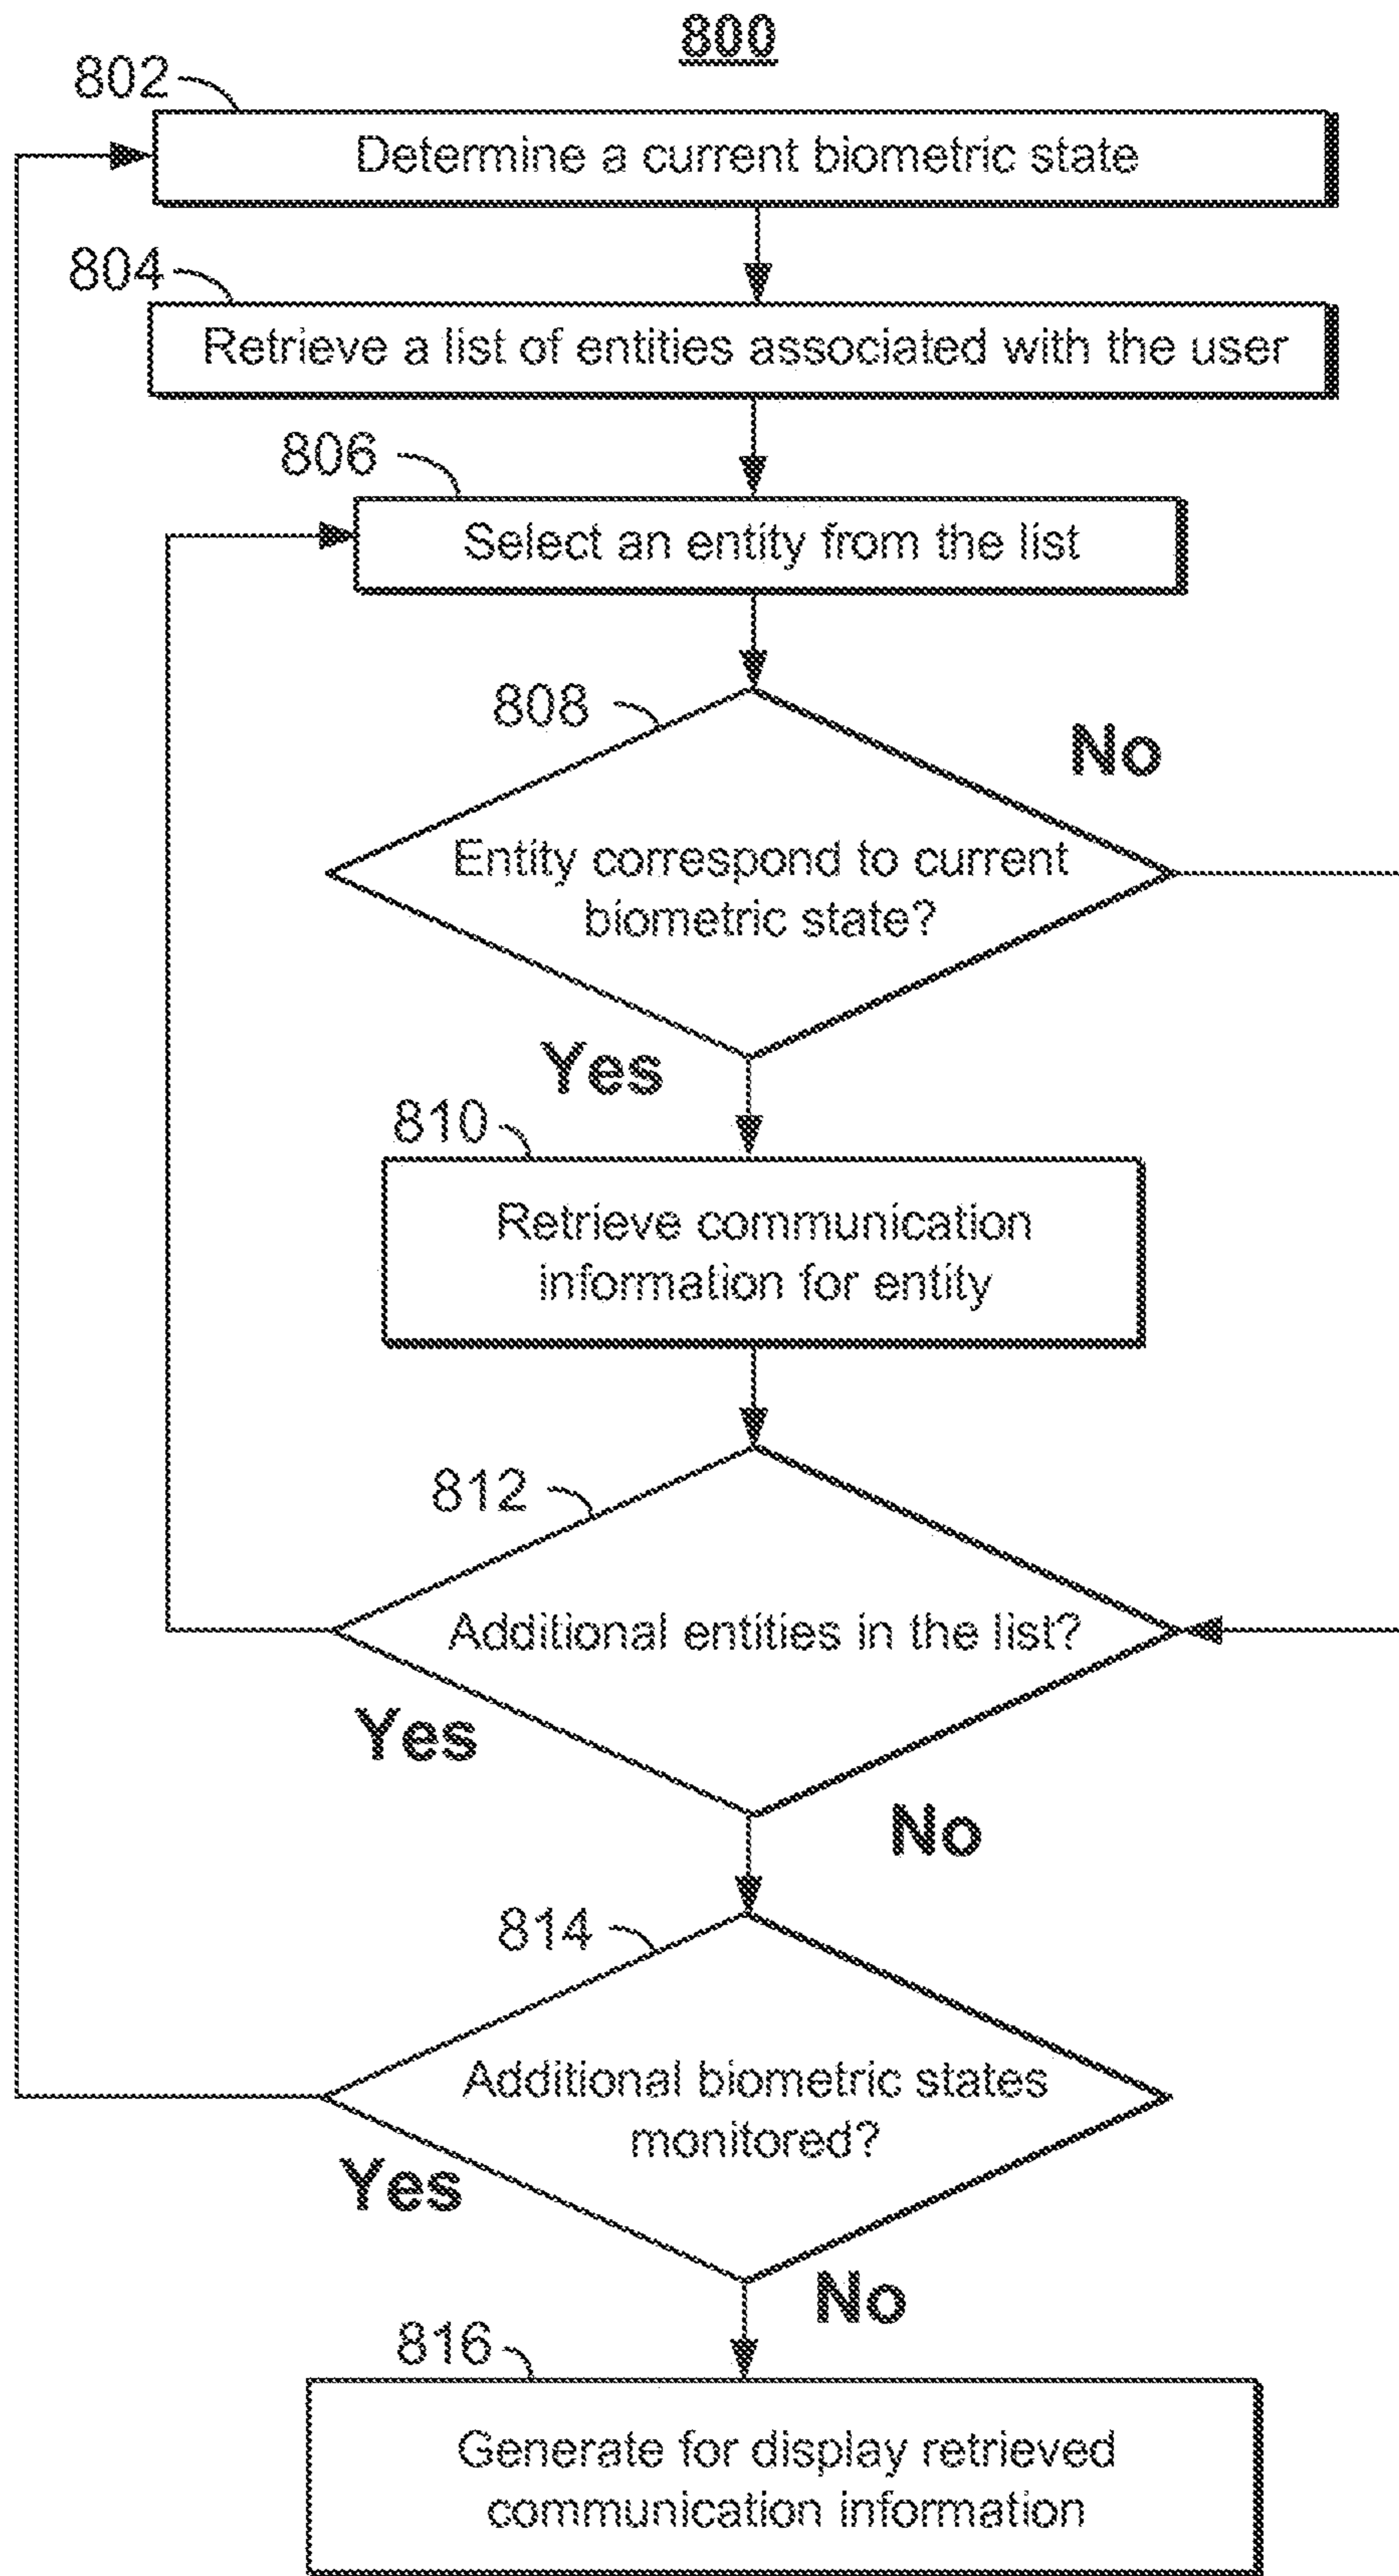 800
802
Determine a current biometric state
804
Retrieve a list of entities associated with the user
806
Select an entity from the list
808
No
Entity correspond to current
biometric state?
Yes
810
Retrieve communication
information for entity
812
Additional entities in the list?
Yes
No
814
Additional biometric states
monitored?
Yes
No
816
Generate for display retrieved
communication information